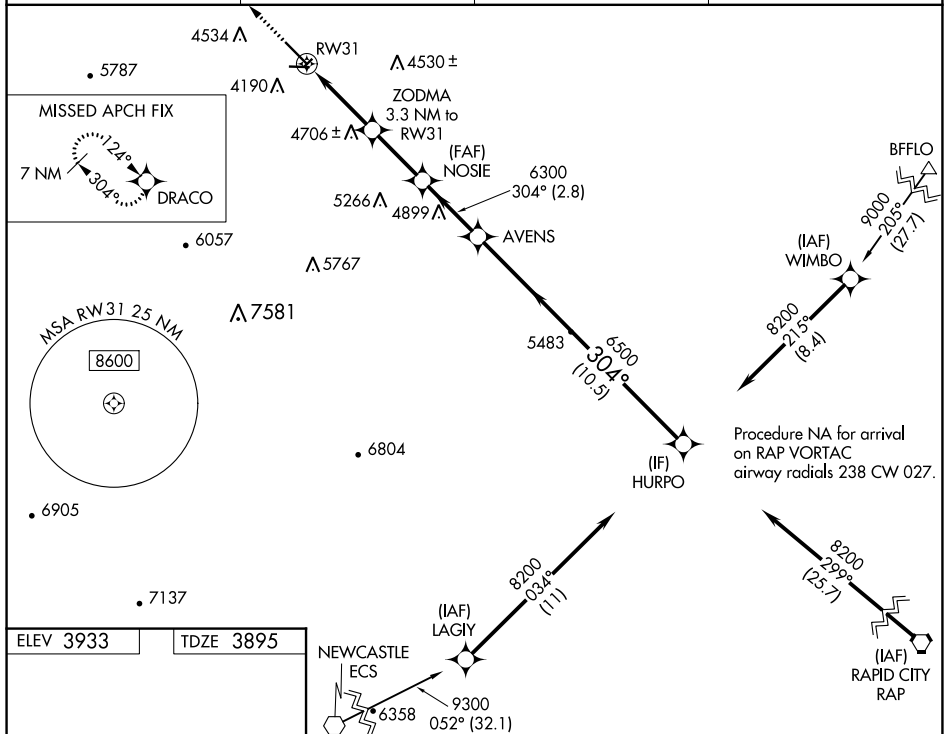 4534
RW31
4530 ±
5787
4190
MISSED APCH FIX
124°
7 NM
304°
DRACO
ZODMA
3.3 NM to
RW31
4706 ±
(FAF)
NOSIE
6300
304° (2.8)
5266
4899
AVENS
BFFLO
9000
205°
(27.7)
(IAF)
WIMBO
8200
215°
(8.4)
6057
5767
7581
MSA RW31 25 NM
8600
5483
6500
304°
(10.5)
(IF)
HURPO
Procedure NA for arrival
on RAP VORTAC
airway radials 238 CW 027.
6804
6905
7137
8200
034°
(11)
(IAF)
LAGIY
8200
299°
(25.7)
(IAF)
RAPID CITY
RAP
ELEV 3933
TDZE 3895
NEWCASTLE
ECS
6358
9300
052° (32.1)